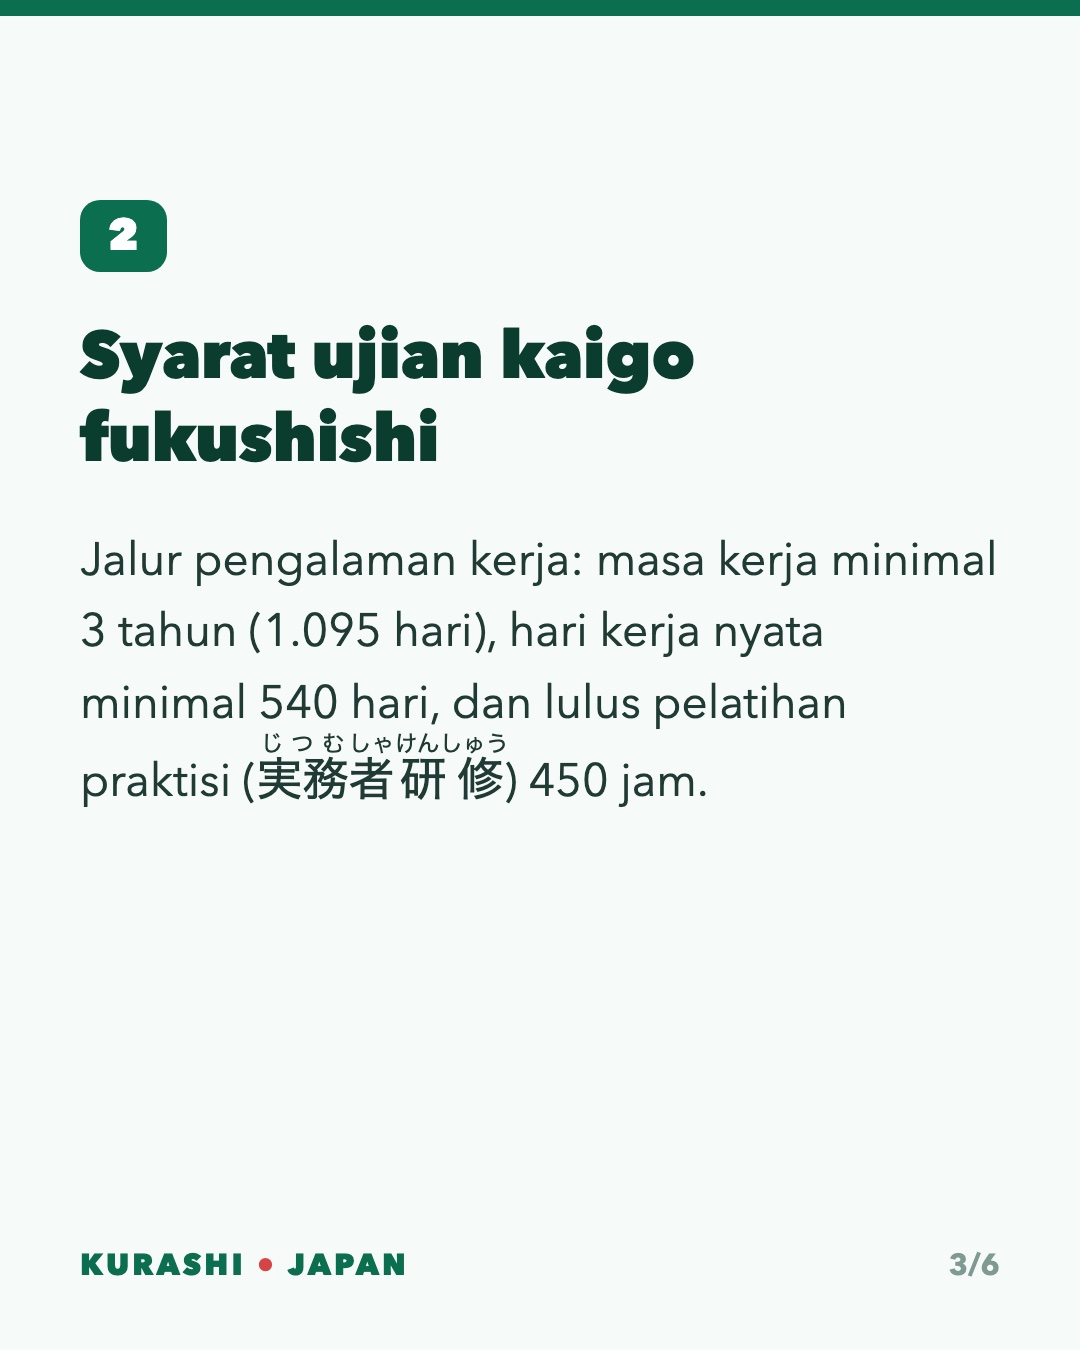 2
Syarat ujian kaigo
fukushishi
Jalur pengalaman kerja: masa kerja minimal
3 tahun (1.095 hari), hari kerja nyata
minimal 540 hari, dan lulus pelatihan
じつむしゃけんしゅう
praktisi (実務者研修) 450 jam.
KURASHI • JAPAN
3/6